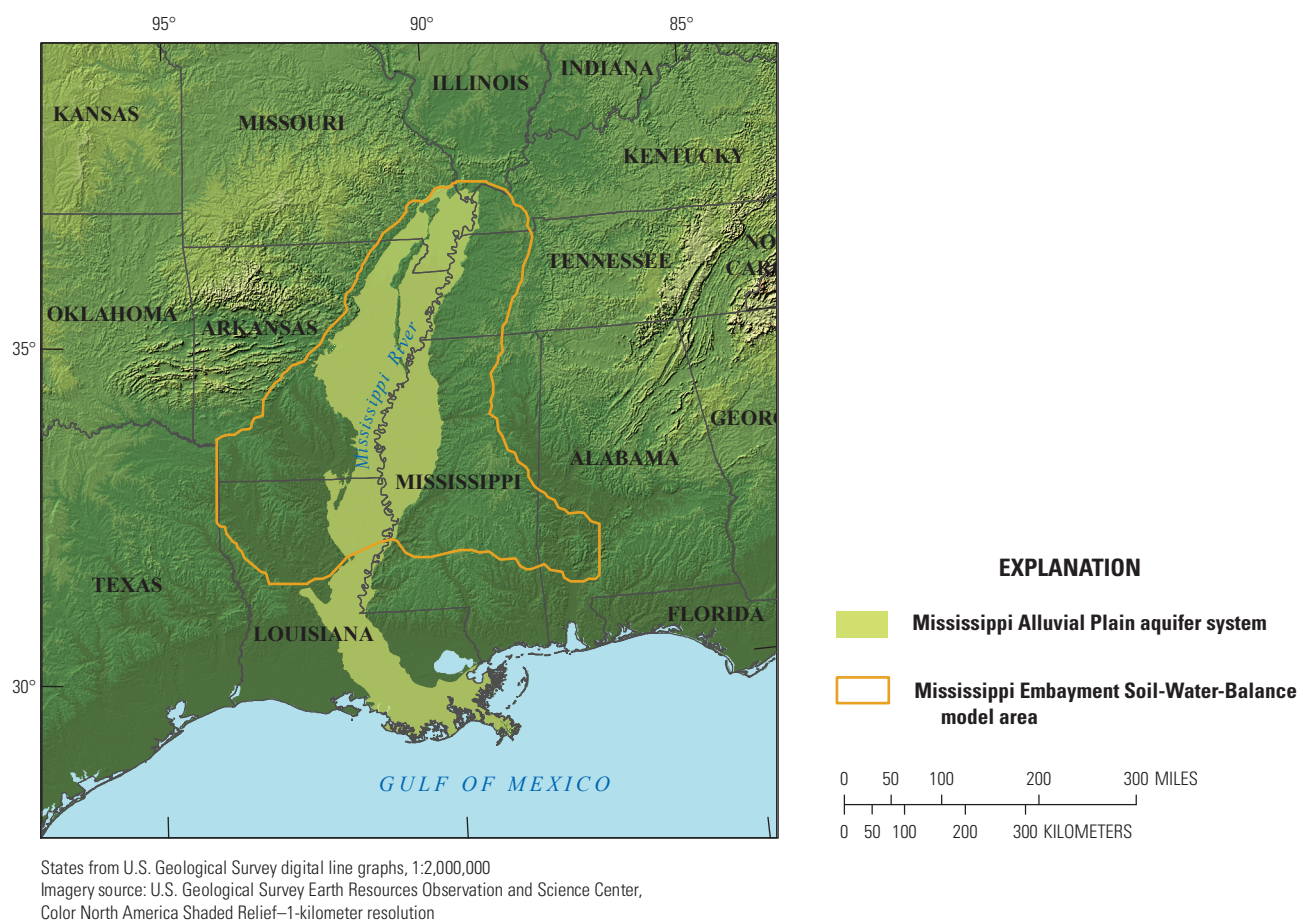 95°
90°
85°
INDIANA
ILLINOIS
KANSAS
MISSOURI
KENTUCKY
NO
CAR
TENNESSEE
OKLAHOMA
ARKANSAS
35°
Mississippi River
GEOR
ALABAMA
MISSISSIPPI
TEXAS
FLORIDA
LOUISIANA
30°
GULF OF MEXICO
EXPLANATION
Mississippi Alluvial Plain aquifer system
Mississippi Embayment Soil-Water-Balance
model area
0 50 100 200 300 MILES
0 50 100 200 300 KILOMETERS
States from U.S. Geological Survey digital line graphs, 1:2,000,000
Imagery source: U.S. Geological Survey Earth Resources Observation and Science Center,
Color North America Shaded Relief–1-kilometer resolution